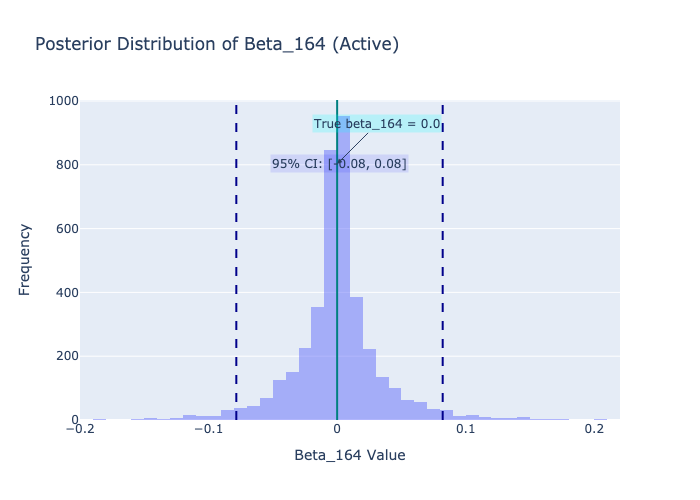 Posterior Distribution of Beta_164 (Active)
1000
True beta_164 = 0.0
95% CI: [-0.08, 0.08]
800
600
400
200
0
Frequency
−0.2
−0.1
0
0.1
0.2
Beta_164 Value